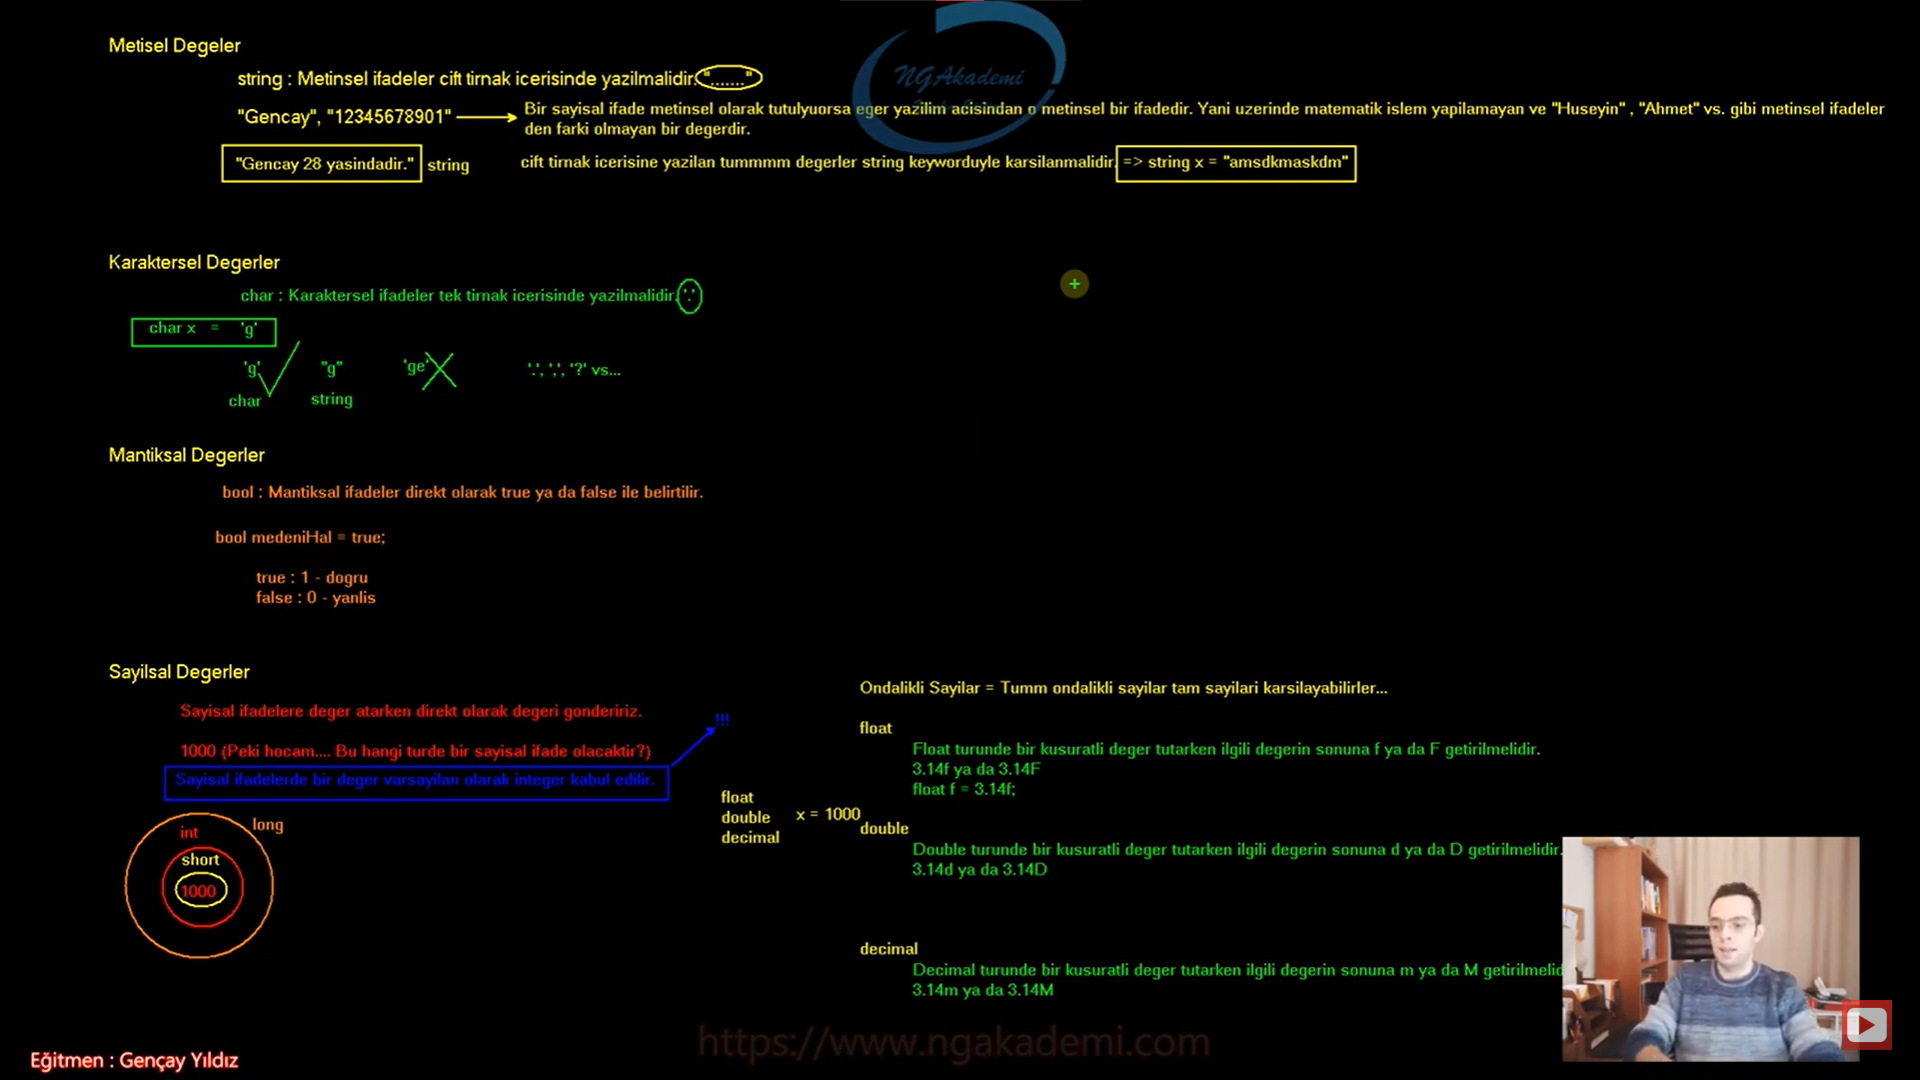 NGAkademi
Metisel Degeler
string : Metinsel ifadeler cift tirnak icerisinde yazilmalidir. "......."
"Gencay", "12345678901"
Bir sayisal ifade metinsel olarak tutulyuorsa eger yazilim acisindan o metinsel bir ifadedir. Yani uzerinde matematik islem yapilamayan ve "Huseyin" , "Ahmet" vs. gibi metinsel ifadeler
den farki olmayan bir degerdir.
"Gencay 28 yasindadir." string
cift tirnak icerisine yazilan tummmm degerler string keyworduyle karsilanmalidir. => string x = "amsdkmaskdm"
Karaktersel Degerler
char : Karaktersel ifadeler tek tirnak icerisinde yazilmalidir. '.'
char x = 'g'
'g' "g" 'ge' '.', ',', '?' vs...
char string
Mantiksal Degerler
bool : Mantiksal ifadeler direkt olarak true ya da false ile belirtilir.
bool medeniHal = true;
true : 1 - dogru
false : 0 - yanlis
Sayilsal Degerler
Sayisal ifadelere deger atarken direkt olarak degeri gondeririz.
!!!
1000 (Peki hocam.... Bu hangi turde bir sayisal ifade olacaktir?)
Sayisal ifadelerde bir deger varsayilan olarak integer kabul edilir.
int
long
short
1000
float
double
decimal
x = 1000
Ondalikli Sayilar = Tumm ondalikli sayilar tam sayilari karsilayabilirler...
float
Float turunde bir kusuratli deger tutarken ilgili degerin sonuna f ya da F getirilmelidir.
3.14f ya da 3.14F
float f = 3.14f;
double
Double turunde bir kusuratli deger tutarken ilgili degerin sonuna d ya da D getirilmelidir.
3.14d ya da 3.14D
decimal
Decimal turunde bir kusuratli deger tutarken ilgili degerin sonuna m ya da M getirilmelid
3.14m ya da 3.14M
https://www.ngakademi.com
Eğitmen : Gençay Yıldız